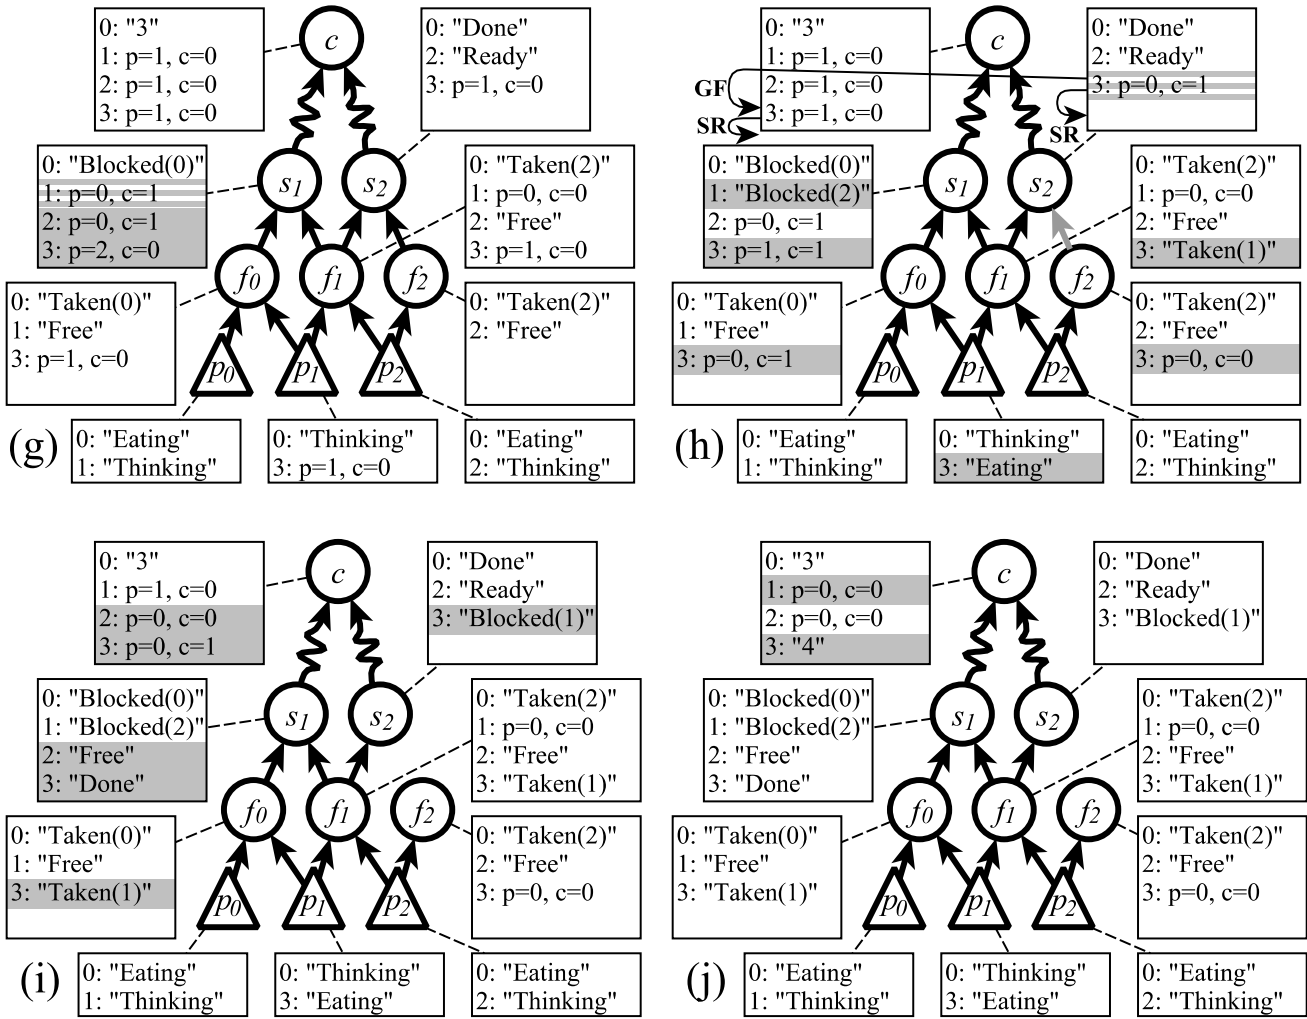 0: "3"
1: p=1, c=0
2: p=1, c=0
3: p=1, c=0
c
0: "Done"
2: "Ready"
3: p=1, c=0
0: "Blocked(0)"
1: p=0, c=1
2: p=0, c=1
3: p=2, c=0
s1
s2
0: "Taken(2)"
1: p=0, c=0
2: "Free"
3: p=1, c=0
f0
f1
f2
0: "Taken(0)"
1: "Free"
3: p=1, c=0
0: "Taken(2)"
2: "Free"
p0
p1
p2
(g)
0: "Eating"
1: "Thinking"
0: "Thinking"
3: p=1, c=0
0: "Eating"
2: "Thinking"
0: "3"
1: p=1, c=0
2: p=1, c=0
3: p=1, c=0
GF
SR
c
0: "Done"
2: "Ready"
3: p=0, c=1
SR
0: "Blocked(0)"
1: "Blocked(2)"
2: p=0, c=1
3: p=1, c=1
s1
s2
0: "Taken(2)"
1: p=0, c=0
2: "Free"
3: "Taken(1)"
f0
f1
f2
0: "Taken(0)"
1: "Free"
3: p=0, c=1
0: "Taken(2)"
2: "Free"
3: p=0, c=0
p0
p1
p2
(h)
0: "Eating"
1: "Thinking"
0: "Thinking"
3: "Eating"
0: "Eating"
2: "Thinking"
0: "3"
1: p=1, c=0
2: p=0, c=0
3: p=0, c=1
c
0: "Done"
2: "Ready"
3: "Blocked(1)"
0: "Blocked(0)"
1: "Blocked(2)"
2: "Free"
3: "Done"
s1
s2
0: "Taken(2)"
1: p=0, c=0
2: "Free"
3: "Taken(1)"
f0
f1
f2
0: "Taken(0)"
1: "Free"
3: "Taken(1)"
0: "Taken(2)"
2: "Free"
3: p=0, c=0
p0
p1
p2
(i)
0: "Eating"
1: "Thinking"
0: "Thinking"
3: "Eating"
0: "Eating"
2: "Thinking"
0: "3"
1: p=0, c=0
2: p=0, c=0
3: "4"
c
0: "Done"
2: "Ready"
3: "Blocked(1)"
0: "Blocked(0)"
1: "Blocked(2)"
2: "Free"
3: "Done"
s1
s2
0: "Taken(2)"
1: p=0, c=0
2: "Free"
3: "Taken(1)"
f0
f1
f2
0: "Taken(0)"
1: "Free"
3: "Taken(1)"
0: "Taken(2)"
2: "Free"
3: p=0, c=0
p0
p1
p2
(j)
0: "Eating"
1: "Thinking"
0: "Thinking"
3: "Eating"
0: "Eating"
2: "Thinking"